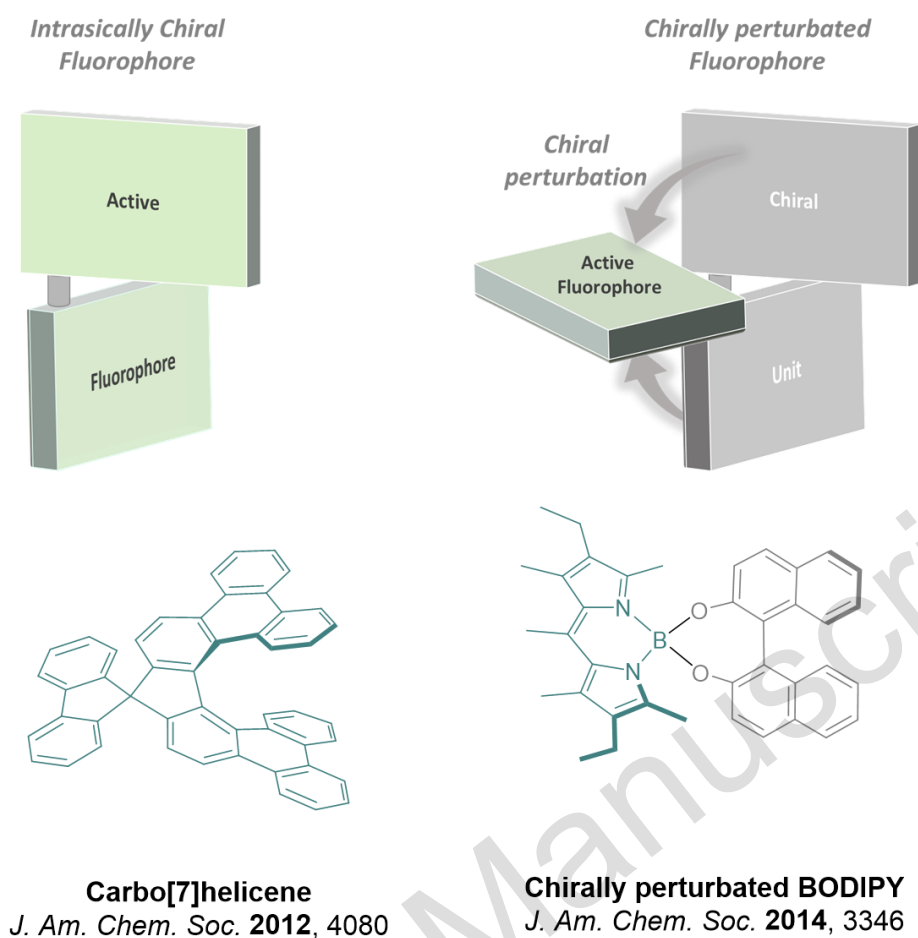 Intrasically Chiral
Fluorophore
Active
Fluorophore
Carbo[7]helicene
J. Am. Chem. Soc. 2012, 4080
Chirally perturbated
Fluorophore
Chiral
perturbation
Chiral
Active
Fluorophore
Unit
N
B
N
O
O
Chirally perturbated BODIPY
J. Am. Chem. Soc. 2014, 3346
Manuscri